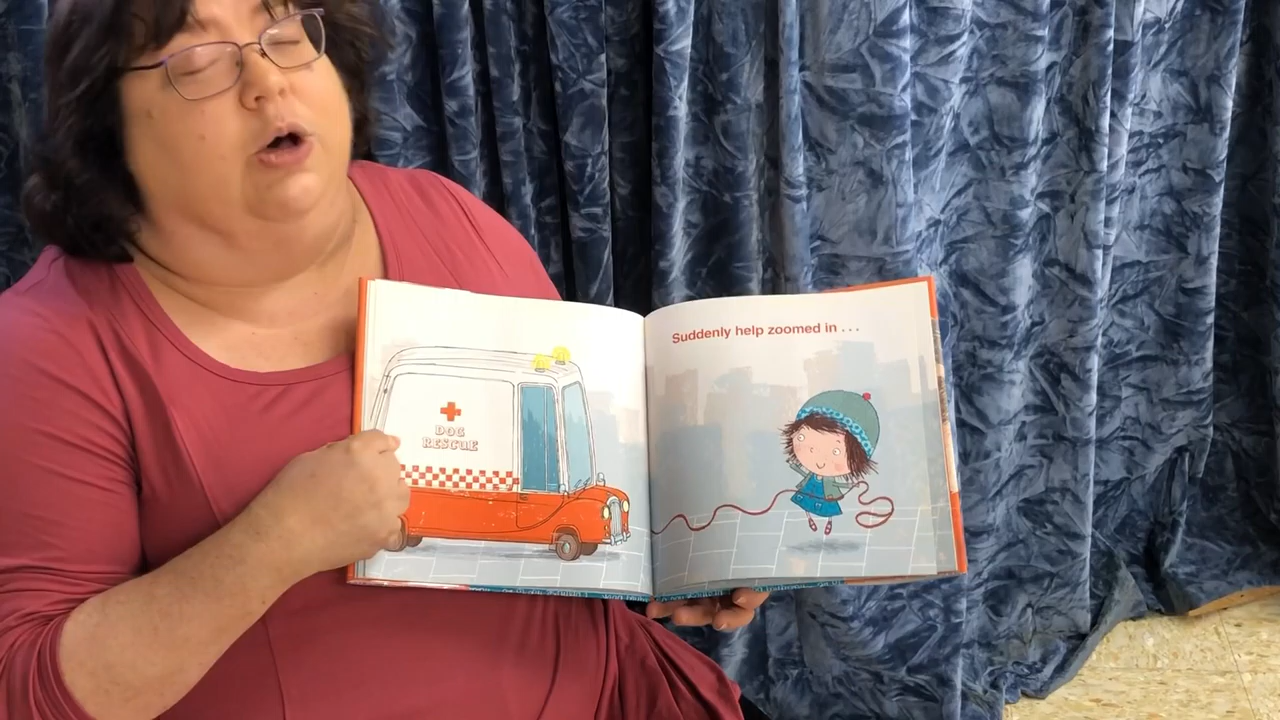 DOG
RESCUE
Suddenly help zoomed in . . .